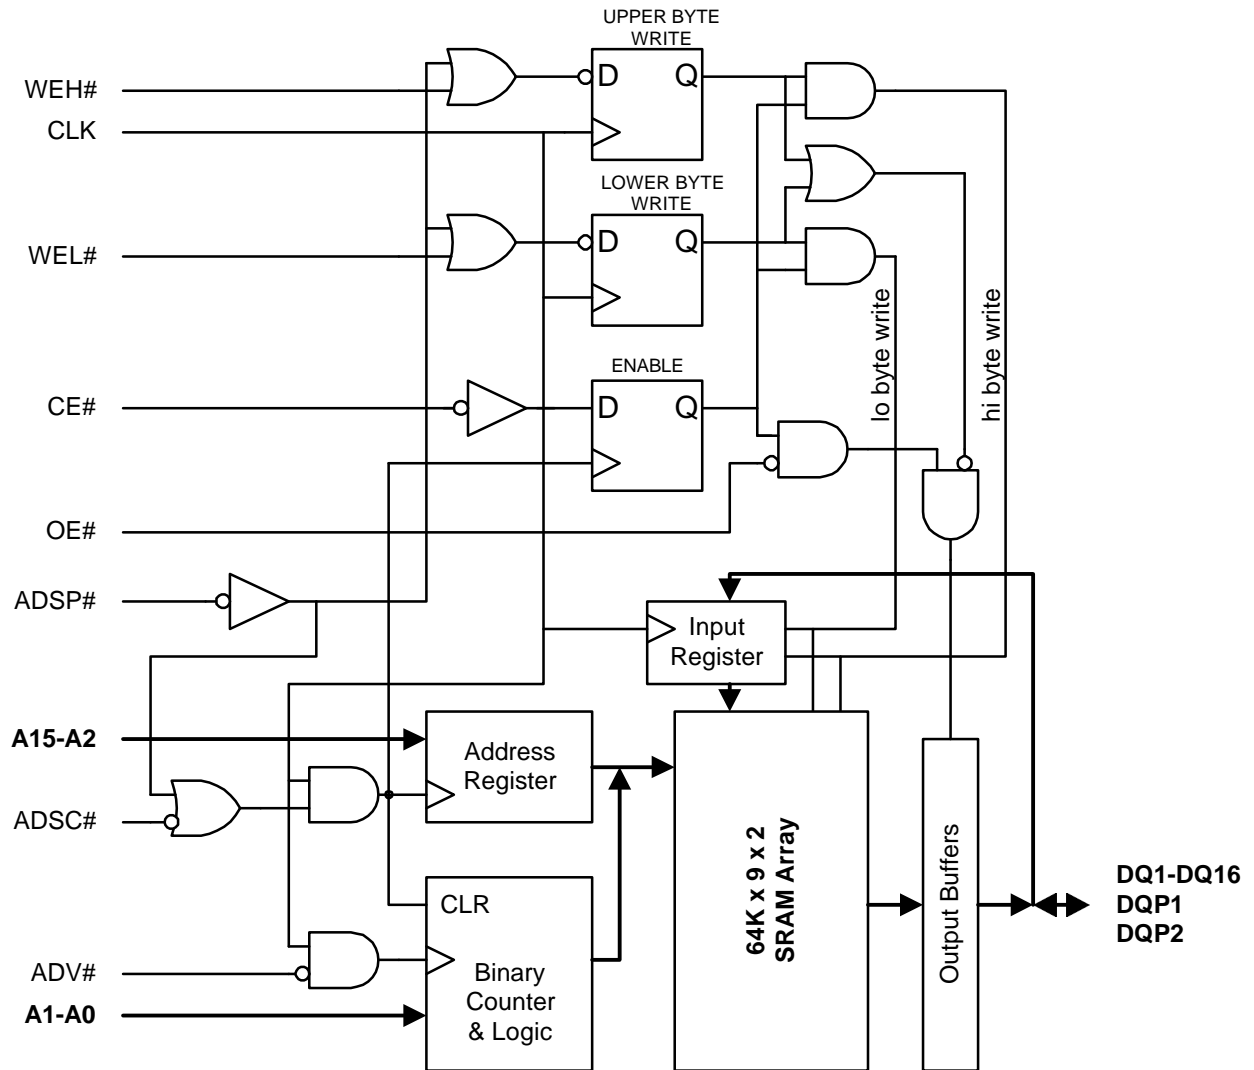 UPPER BYTE
WRITE
WEH#
D
Q
CLK
LOWER BYTE
WRITE
WEL#
D
Q
lo byte write
hi byte write
ENABLE
CE#
D
Q
OE#
ADSP#
Input
Register
A15-A2
Address
Register
ADSC#
64K x 9 x 2
SRAM Array
Output Buffers
DQ1-DQ16
DQP1
DQP2
CLR
ADV#
Binary
Counter
& Logic
A1-A0